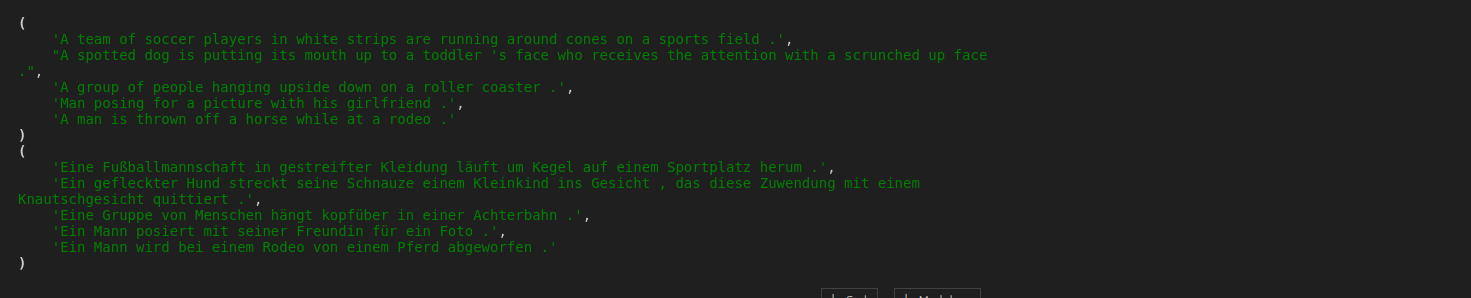 (
    'A team of soccer players in white strips are running around cones on a sports field .',
    "A spotted dog is putting its mouth up to a toddler 's face who receives the attention with a scrunched up face
.",
    'A group of people hanging upside down on a roller coaster .',
    'Man posing for a picture with his girlfriend .',
    'A man is thrown off a horse while at a rodeo .'
)
(
    'Eine Fußballmannschaft in gestreifter Kleidung läuft um Kegel auf einem Sportplatz herum .',
    'Ein gefleckter Hund streckt seine Schnauze einem Kleinkind ins Gesicht , das diese Zuwendung mit einem
Knautschgesicht quittiert .',
    'Eine Gruppe von Menschen hängt kopfüber in einer Achterbahn .',
    'Ein Mann posiert mit seiner Freundin für ein Foto .',
    'Ein Mann wird bei einem Rodeo von einem Pferd abgeworfen .'
)